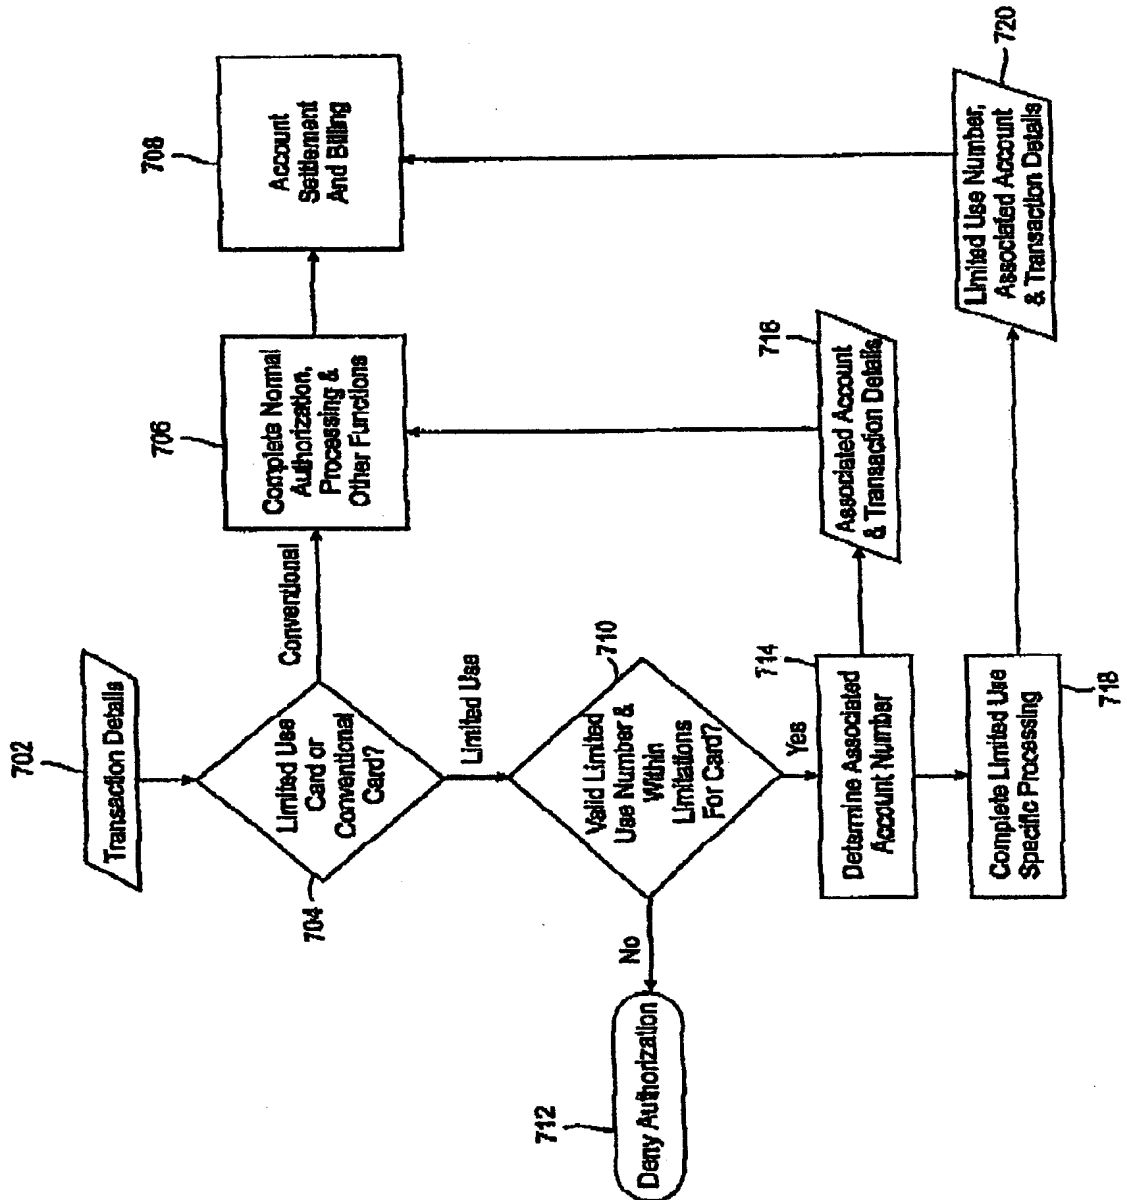 702
Transaction Details
704
Limited Use
Card or
Conventional
Card?
Conventional
706
Complete Normal
Authorization,
Processing &
Other Functions
708
Account
Settlement
And Billing
Limited Use
710
Valid Limited
Use Number &
Within
Limitations
For Card?
No
712
Deny Authorization
Yes
714
Determine Associated
Account Number
716
Associated Account
& Transaction Details
718
Complete Limited Use
Specific Processing
720
Limited Use Number,
Associated Account
& Transaction Details